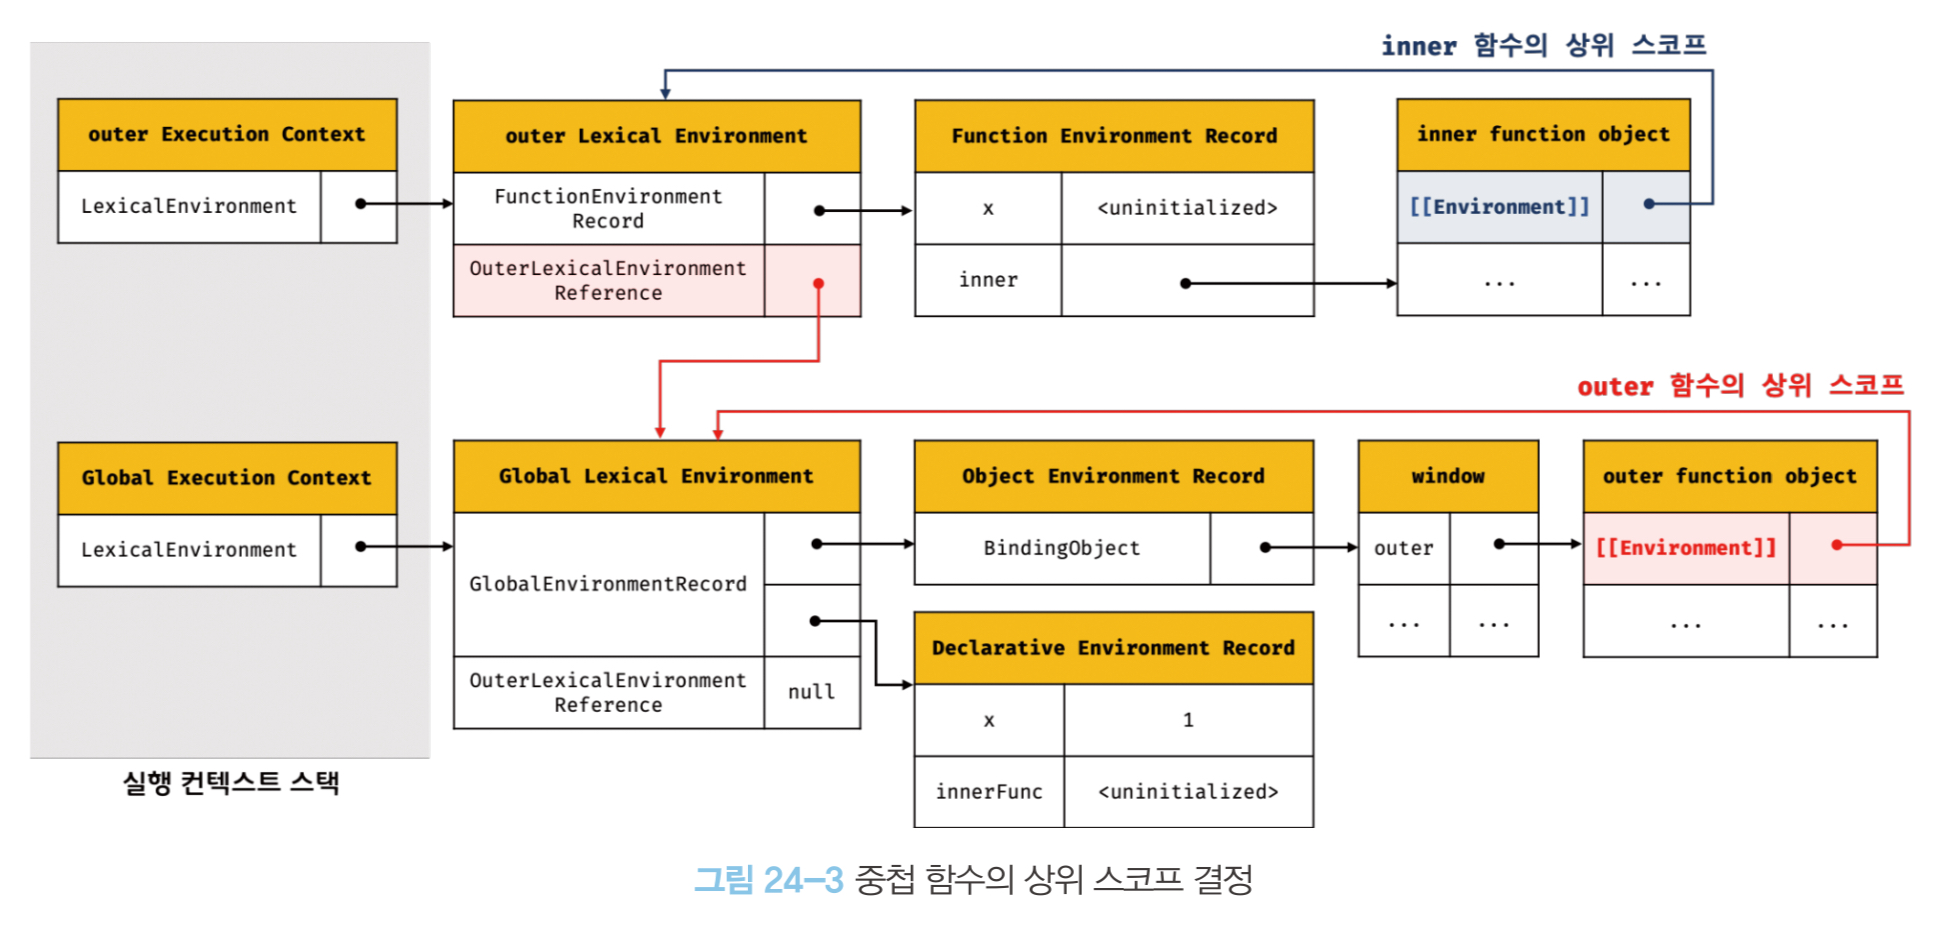 inner 함수의 상위 스코프
outer Execution Context
LexicalEnvironment
outer Lexical Environment
FunctionEnvironment
Record
OuterLexicalEnvironment
Reference
Function Environment Record
x
<uninitialized>
inner
inner function object
[[Environment]]
...
...
outer 함수의 상위 스코프
Global Execution Context
LexicalEnvironment
Global Lexical Environment
GlobalEnvironmentRecord
OuterLexicalEnvironment
Reference
null
Object Environment Record
BindingObject
window
outer
...
...
outer function object
[[Environment]]
...
...
Declarative Environment Record
x
1
innerFunc
<uninitialized>
실행 컨텍스트 스택
그림 24-3 중첩 함수의 상위 스코프 결정